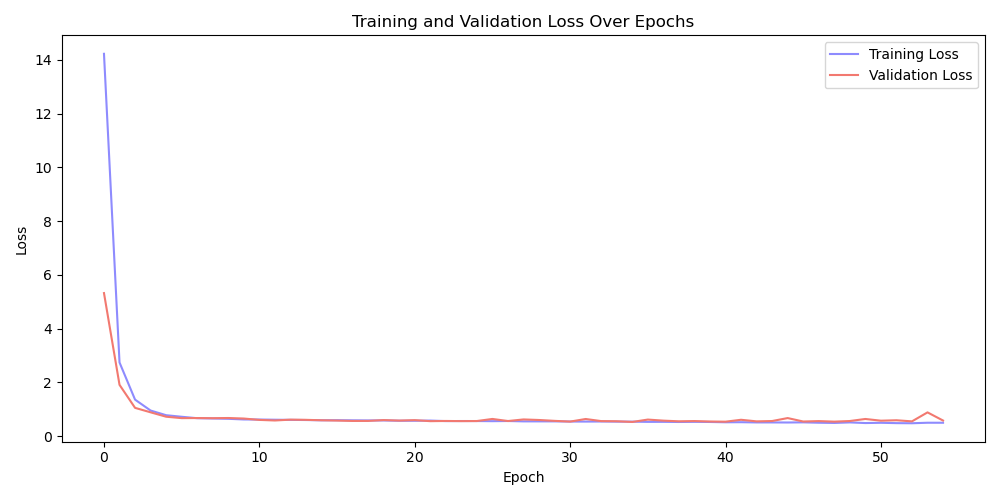 Training and Validation Loss Over Epochs
Training Loss
Validation Loss
Loss
14
12
10
8
6
4
2
0
0 10 20 30 40 50
Epoch